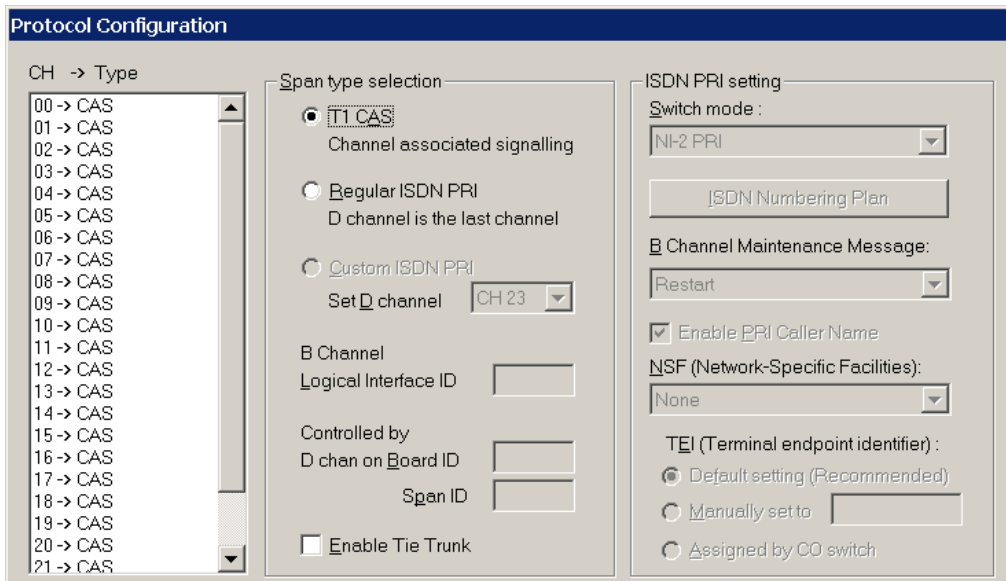 Protocol Configuration
CH -> Type
00 -> CAS
01 -> CAS
02 -> CAS
03 -> CAS
04 -> CAS
05 -> CAS
06 -> CAS
07 -> CAS
08 -> CAS
09 -> CAS
10 -> CAS
11 -> CAS
12 -> CAS
13 -> CAS
14 -> CAS
15 -> CAS
16 -> CAS
17 -> CAS
18 -> CAS
19 -> CAS
20 -> CAS
21 -> CAS
Span type selection
T1 CAS
Channel associated signalling
Regular ISDN PRI
D channel is the last channel
Custom ISDN PRI
Set D channel CH 23
B Channel
Logical Interface ID
Controlled by
D chan on Board ID
Span ID
Enable Tie Trunk
ISDN PRI setting
Switch mode :
NI-2 PRI
ISDN Numbering Plan
B Channel Maintenance Message:
Restart
Enable PRI Caller Name
NSF (Network-Specific Facilities):
None
TEI (Terminal endpoint identifier) :
Default setting (Recommended)
Manually set to
Assigned by CO switch